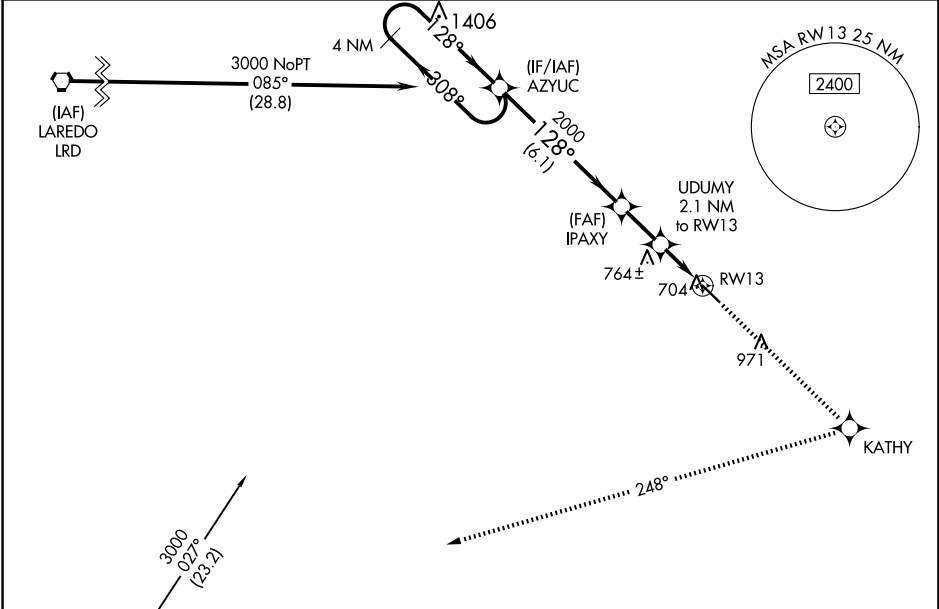 1406
128°
4 NM
308°
3000 NoPT
085°
(28.8)
(IAF)
LAREDO
LRD
(IF/IAF)
AZYUC
2000
128°
(6.1)
MSA RW13 25 NM
2400
(FAF)
IPAXY
UDUMY
2.1 NM
to RW13
764±
704
RW13
971
KATHY
248°
3000
027°
(23.2)